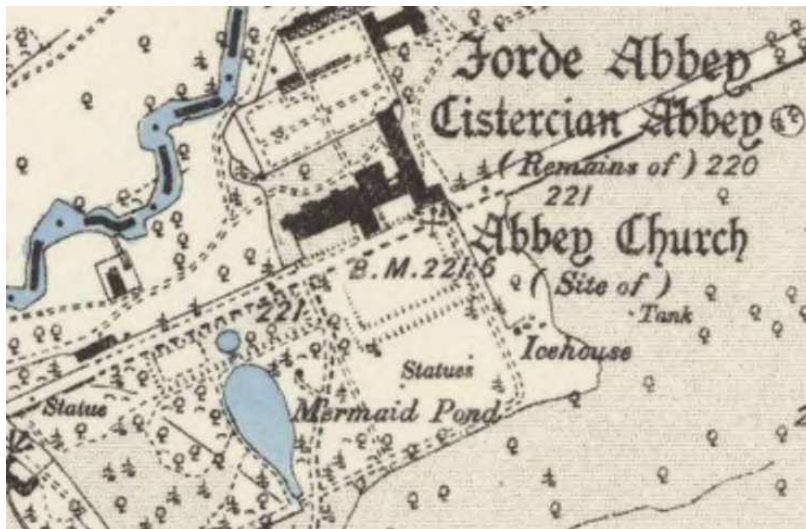 Forde Abbey
Cistercian Abbey
(Remains of) 220
221
Abbey Church
B.M. 221.6
(Site of)
221
Tank
Icehouse
Statues
Statue
Mermaid Pond